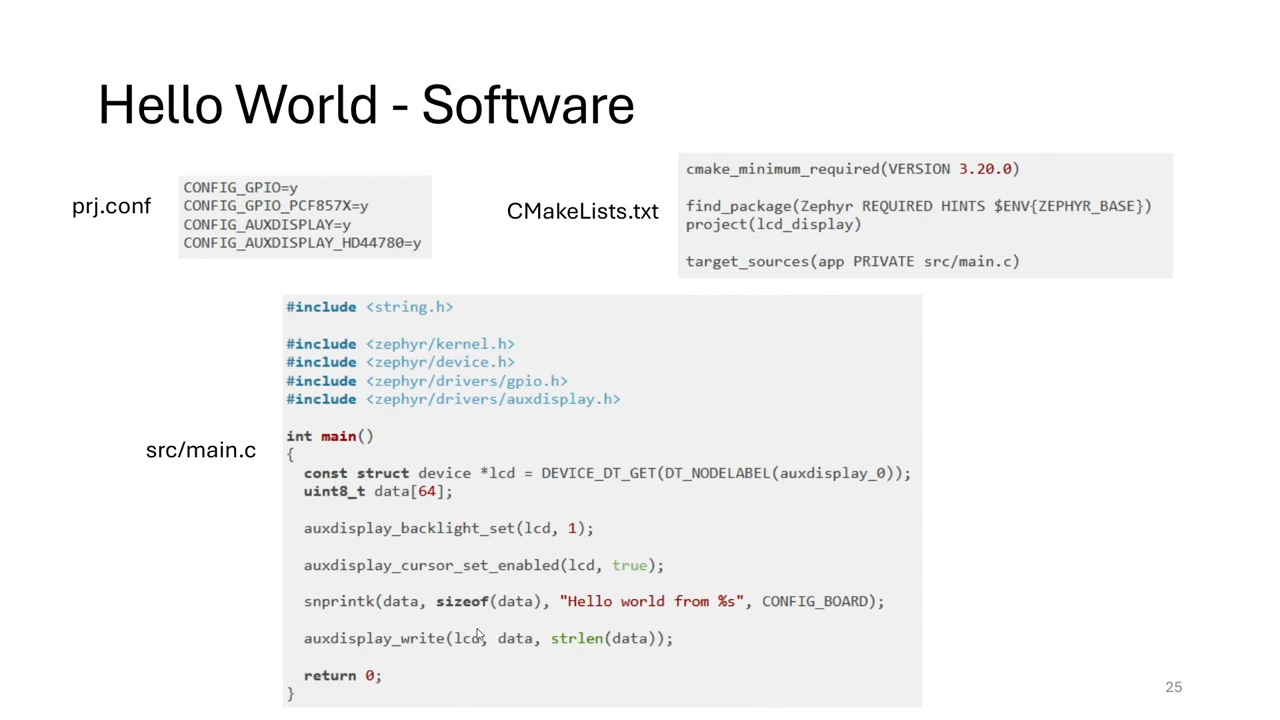 Hello World - Software
prj.conf
CONFIG_GPIO=y
CONFIG_GPIO_PCF857X=y
CONFIG_AUXDISPLAY=y
CONFIG_AUXDISPLAY_HD44780=y
CMakeLists.txt
cmake_minimum_required(VERSION 3.20.0)
find_package(Zephyr REQUIRED HINTS $ENV{ZEPHYR_BASE})
project(lcd_display)
target_sources(app PRIVATE src/main.c)
src/main.c
#include <string.h>
#include <zephyr/kernel.h>
#include <zephyr/device.h>
#include <zephyr/drivers/gpio.h>
#include <zephyr/drivers/auxdisplay.h>
int main()
{
const struct device *lcd = DEVICE_DT_GET(DT_NODELABEL(auxdisplay_0));
uint8_t data[64];
auxdisplay_backlight_set(lcd, 1);
auxdisplay_cursor_set_enabled(lcd, true);
snprintk(data, sizeof(data), "Hello world from %s", CONFIG_BOARD);
auxdisplay_write(lcd, data, strlen(data));
return 0;
}
25